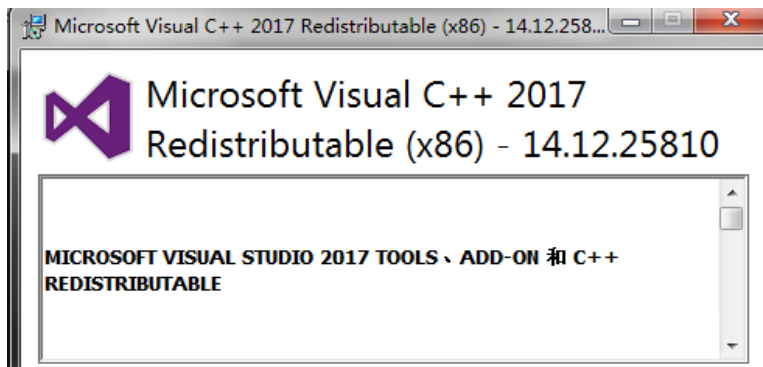 Microsoft Visual C++ 2017 Redistributable (x86) - 14.12.258...
Microsoft Visual C++ 2017
Redistributable (x86) - 14.12.25810
MICROSOFT VISUAL STUDIO 2017 TOOLS、ADD-ON 和 C++
REDISTRIBUTABLE